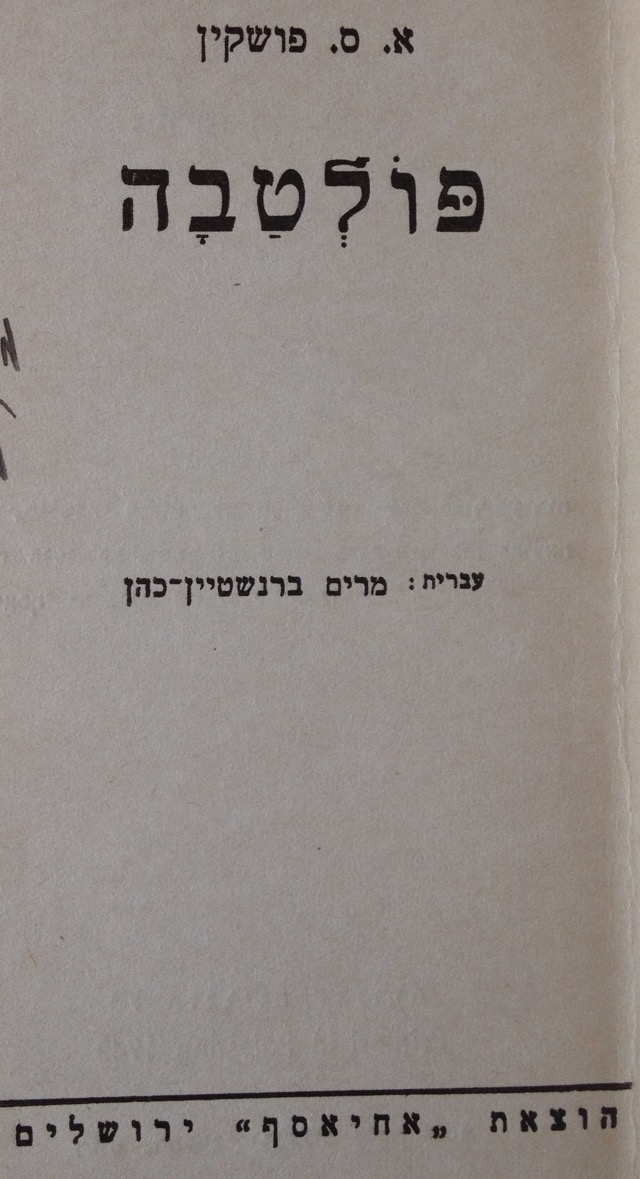 א. ס. פושקין
פּוֹלְטַבָה
עברית: מרים ברנשטיין־כהן
הוצאת „אחיאסף“ ירושלים